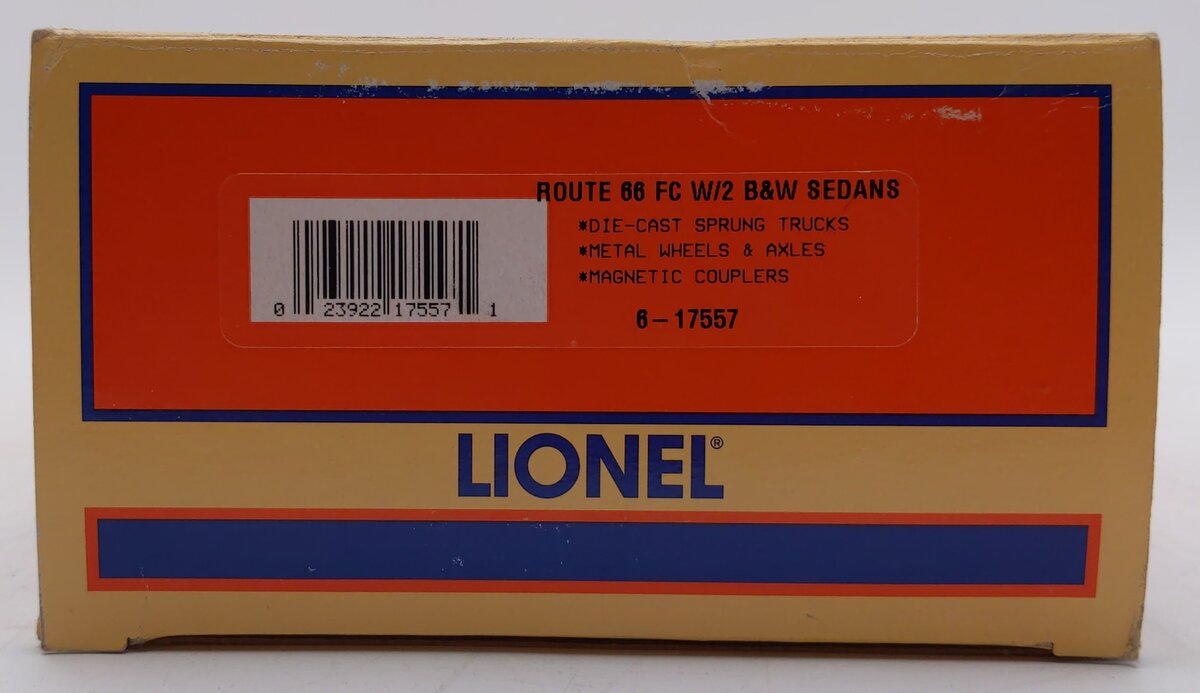 ROUTE 66 FC W/2 B&W SEDANS
*DIE-CAST SPRUNG TRUCKS
*METAL WHEELS & AXLES
*MAGNETIC COUPLERS
6-17557
0 23922 17557 1
LIONEL®